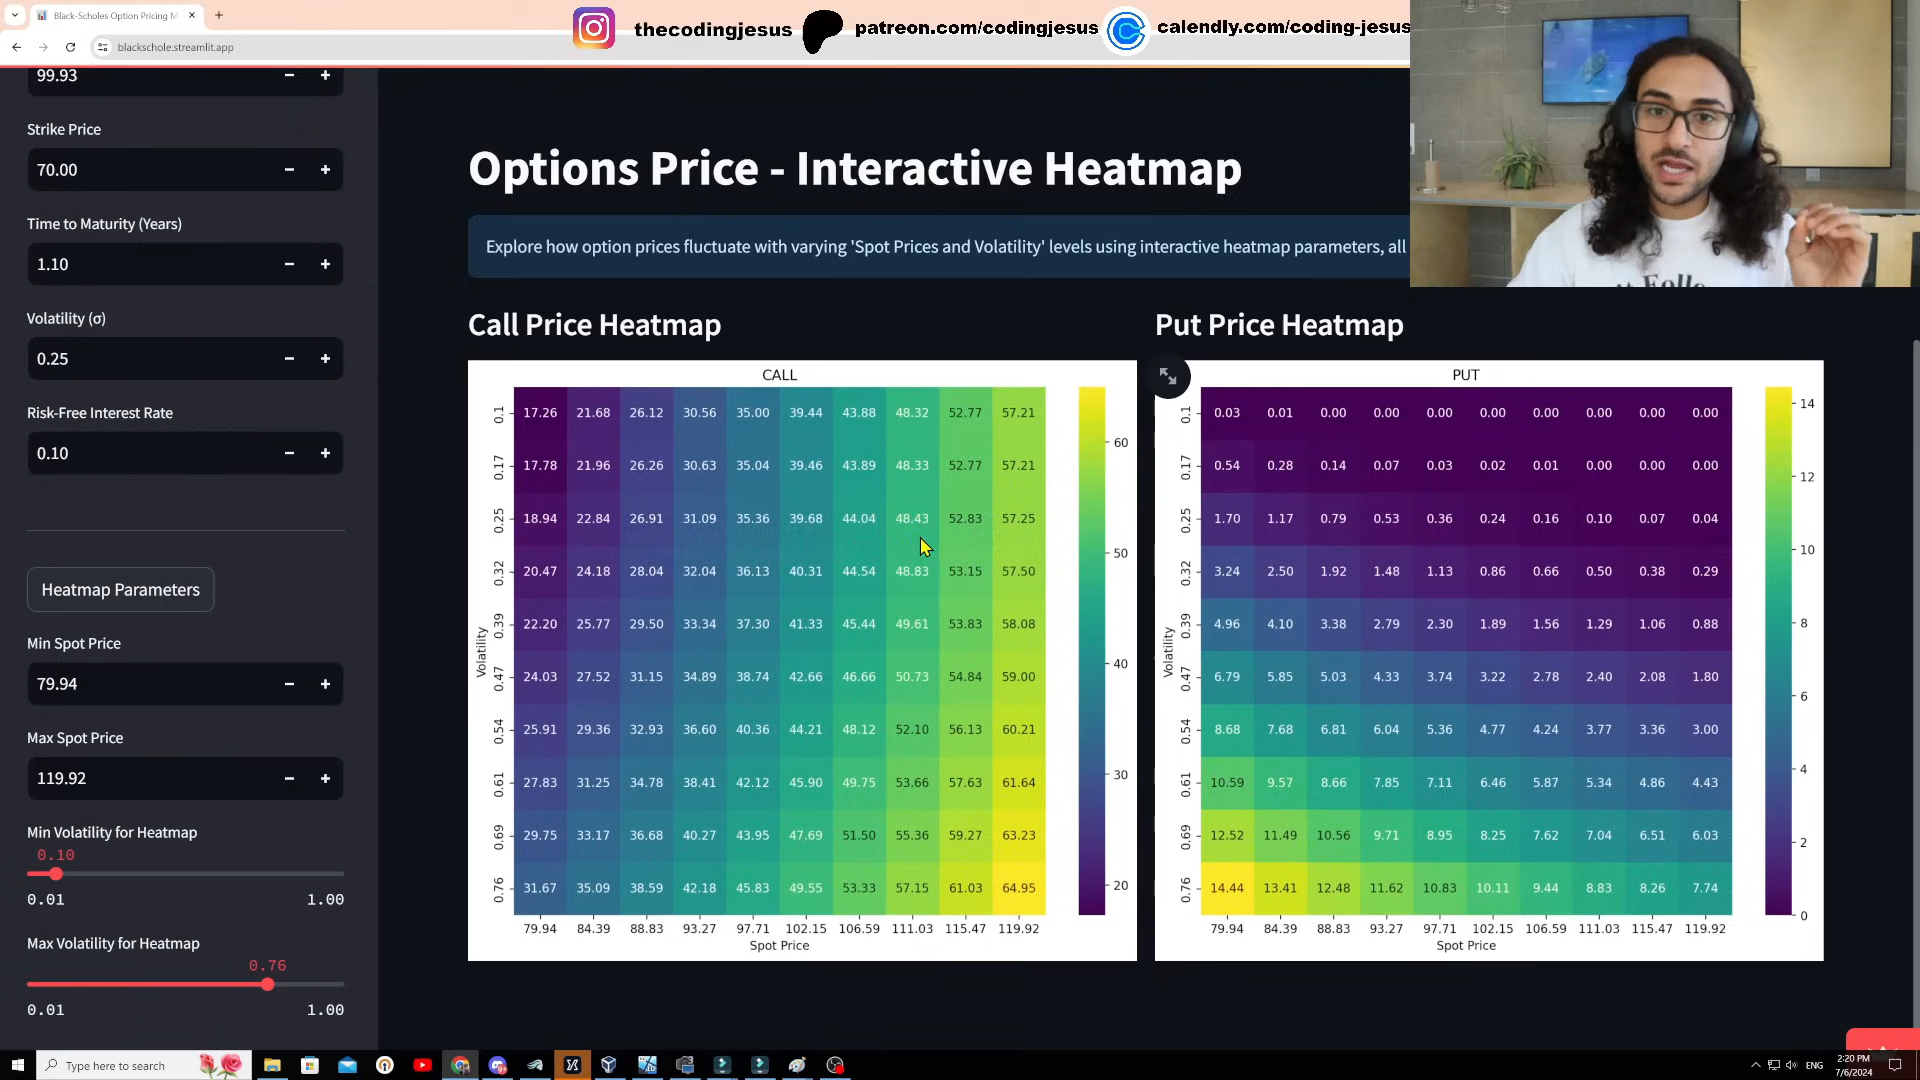 Black-Scholes Option Pricing M
blackschole.streamlit.app
thecodingjesus
patreon.com/codingjesus
calendly.com/coding-jesus
99.93
Strike Price
70.00
Time to Maturity (Years)
1.10
Volatility (σ)
0.25
Risk-Free Interest Rate
0.10
Heatmap Parameters
Min Spot Price
79.94
Max Spot Price
119.92
Min Volatility for Heatmap
0.10
0.01 1.00
Max Volatility for Heatmap
0.76
0.01 1.00
Options Price - Interactive Heatmap
Explore how option prices fluctuate with varying 'Spot Prices and Volatility' levels using interactive heatmap parameters, all
Call Price Heatmap
CALL
0.1 17.26 21.68 26.12 30.56 35.00 39.44 43.88 48.32 52.77 57.21
0.17 17.78 21.96 26.26 30.63 35.04 39.46 43.89 48.33 52.77 57.21
0.25 18.94 22.84 26.91 31.09 35.36 39.68 44.04 48.43 52.83 57.25
0.32 20.47 24.18 28.04 32.04 36.13 40.31 44.54 48.83 53.15 57.50
0.39 22.20 25.77 29.50 33.34 37.30 41.33 45.44 49.61 53.83 58.08
0.47 24.03 27.52 31.15 34.89 38.74 42.66 46.66 50.73 54.84 59.00
0.54 25.91 29.36 32.93 36.60 40.36 44.21 48.12 52.10 56.13 60.21
0.61 27.83 31.25 34.78 38.41 42.12 45.90 49.75 53.66 57.63 61.64
0.69 29.75 33.17 36.68 40.27 43.95 47.69 51.50 55.36 59.27 63.23
0.76 31.67 35.09 38.59 42.18 45.83 49.55 53.33 57.15 61.03 64.95
79.94 84.39 88.83 93.27 97.71 102.15 106.59 111.03 115.47 119.92
Spot Price
Volatility
60
50
40
30
20
Put Price Heatmap
PUT
0.1 0.03 0.01 0.00 0.00 0.00 0.00 0.00 0.00 0.00 0.00
0.17 0.54 0.28 0.14 0.07 0.03 0.02 0.01 0.00 0.00 0.00
0.25 1.70 1.17 0.79 0.53 0.36 0.24 0.16 0.10 0.07 0.04
0.32 3.24 2.50 1.92 1.48 1.13 0.86 0.66 0.50 0.38 0.29
0.39 4.96 4.10 3.38 2.79 2.30 1.89 1.56 1.29 1.06 0.88
0.47 6.79 5.85 5.03 4.33 3.74 3.22 2.78 2.40 2.08 1.80
0.54 8.68 7.68 6.81 6.04 5.36 4.77 4.24 3.77 3.36 3.00
0.61 10.59 9.57 8.66 7.85 7.11 6.46 5.87 5.34 4.86 4.43
0.69 12.52 11.49 10.56 9.71 8.95 8.25 7.62 7.04 6.51 6.03
0.76 14.44 13.41 12.48 11.62 10.83 10.11 9.44 8.83 8.26 7.74
79.94 84.39 88.83 93.27 97.71 102.15 106.59 111.03 115.47 119.92
Spot Price
Volatility
14
12
10
8
6
4
2
0
Type here to search
ENG
2:20 PM
7/6/2024